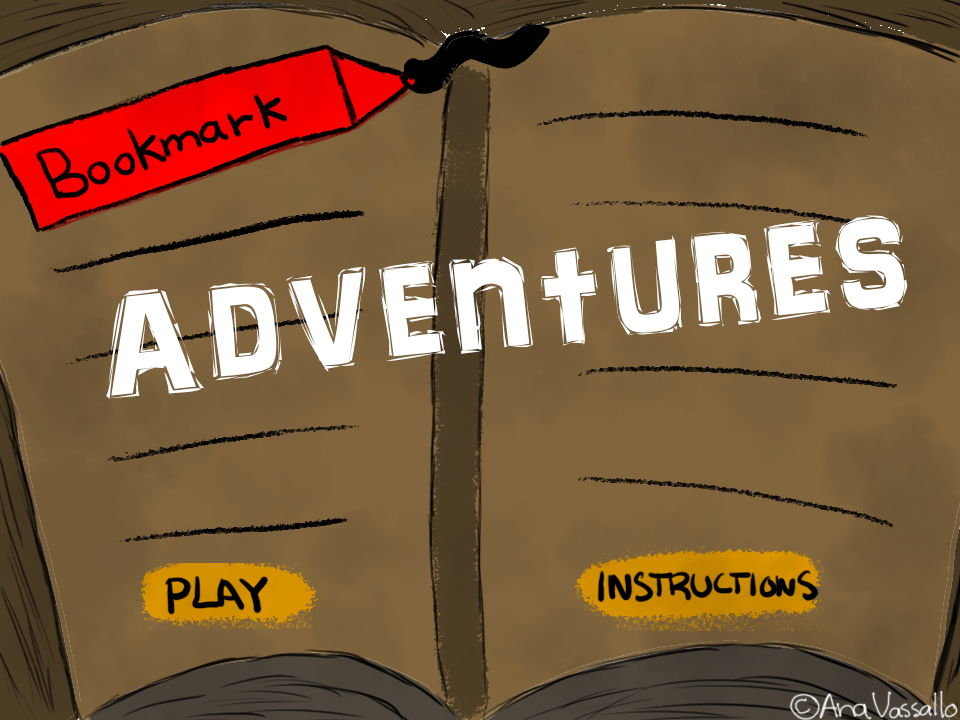 Bookmark
ADVEnTURES
PLAY
INSTRUCTIONS
©Ana Vassallo